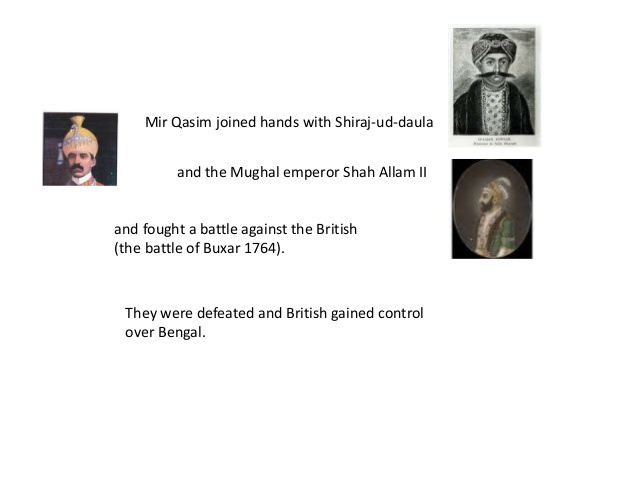 Mir Qasim joined hands with Shiraj-ud-daula
and the Mughal emperor Shah Allam II
and fought a battle against the British
(the battle of Buxar 1764).
They were defeated and British gained control
over Bengal.